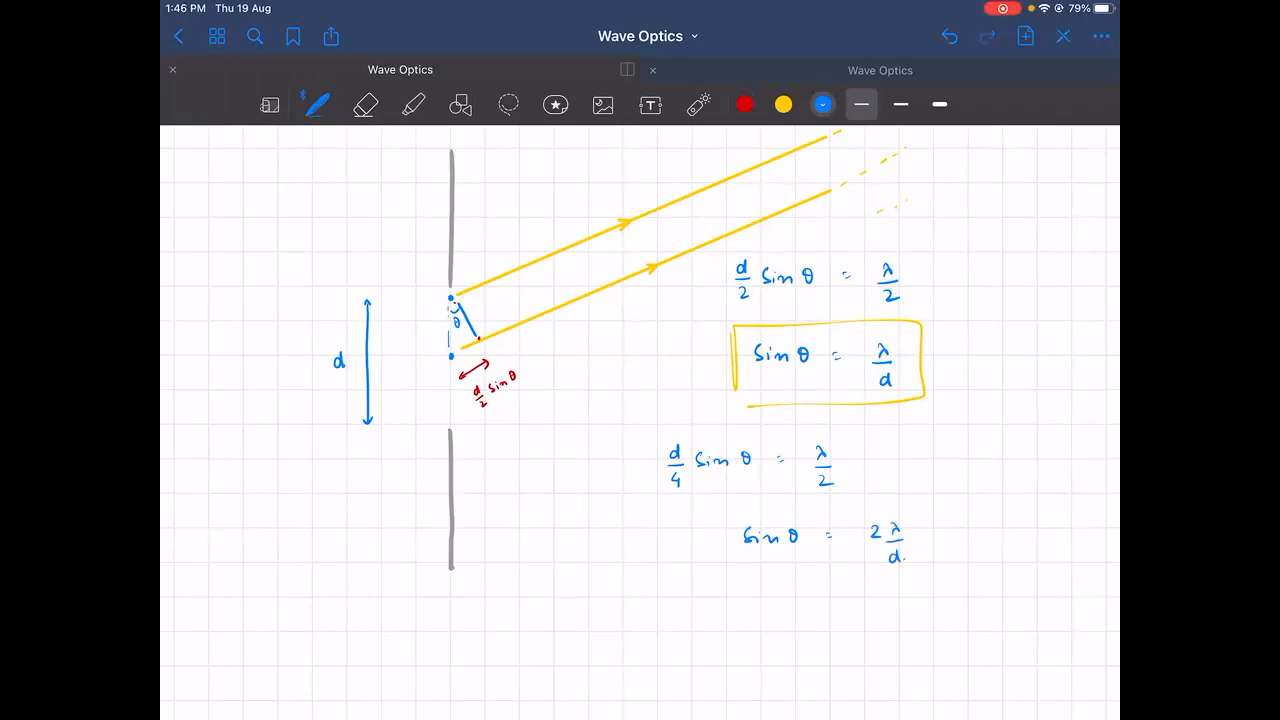 1:46 PM Thu 19 Aug
79%
Wave Optics
Wave Optics
Wave Optics
d/2 Sin θ = λ/2
θ
Sin θ = λ/d
d
d/2 Sin θ
d/4 Sin θ = λ/2
Sin θ = 2 λ/d